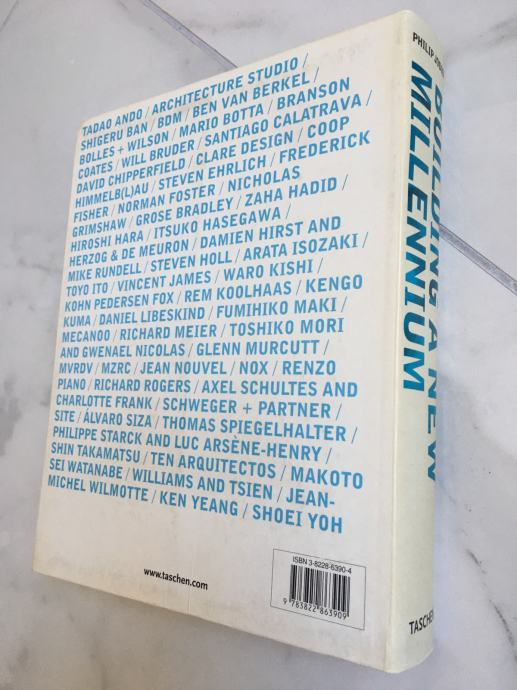 TADAO ANDO / ARCHITECTURE STUDIO /
SHIGERU BAN / BDM / BEN VAN BERKEL /
BOLLES + WILSON / MARIO BOTTA / BRANSON
COATES / WILL BRUDER / SANTIAGO CALATRAVA /
DAVID CHIPPERFIELD / CLARE DESIGN / COOP
HIMMELB(L)AU / STEVEN EHRLICH / FREDERICK
FISHER / NORMAN FOSTER / NICHOLAS
GRIMSHAW / GROSE BRADLEY / ZAHA HADID /
HIROSHI HARA / ITSUKO HASEGAWA /
HERZOG & DE MEURON / DAMIEN HIRST AND
MIKE RUNDELL / STEVEN HOLL / ARATA ISOZAKI /
TOYO ITO / VINCENT JAMES / WARO KISHI /
KOHN PEDERSEN FOX / REM KOOLHAAS / KENGO
KUMA / DANIEL LIBESKIND / FUMIHIKO MAKI /
MECANOO / RICHARD MEIER / TOSHIKO MORI
AND GWENAEL NICOLAS / GLENN MURCUTT /
MVRDV / MZRC / JEAN NOUVEL / NOX / RENZO
PIANO / RICHARD ROGERS / AXEL SCHULTES AND
CHARLOTTE FRANK / SCHWEGER + PARTNER /
SITE / ÁLVARO SIZA / THOMAS SPIEGELHALTER /
PHILIPPE STARCK AND LUC ARSÈNE-HENRY /
SHIN TAKAMATSU / TEN ARQUITECTOS / MAKOTO
SEI WATANABE / WILLIAMS AND TSIEN / JEAN-
MICHEL WILMOTTE / KEN YEANG / SHOEI YOH
www.taschen.com
ISBN 3-8228-6390-4
9 783822 863909
PHILIP
BUILDING A NEW
MILLENNIUM
TASCHEN